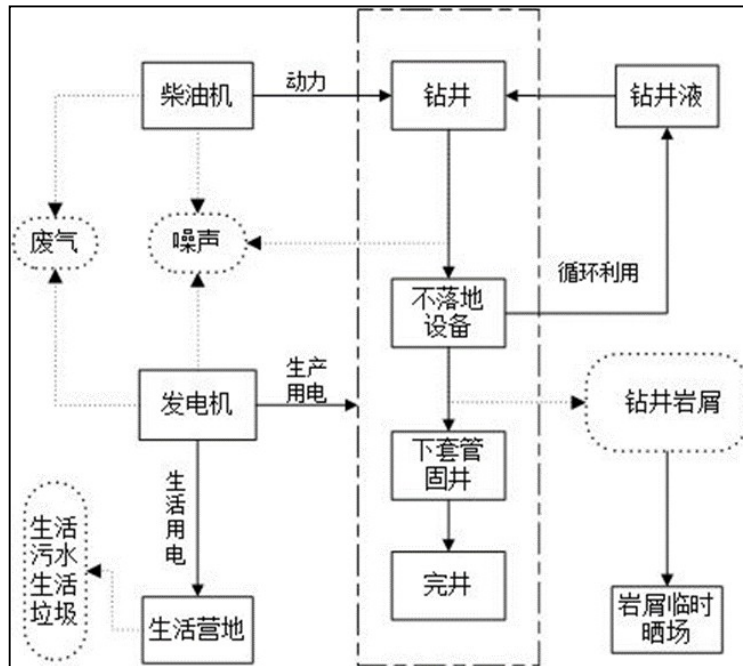 柴油机
动力
钻井
钻井液
废气
噪声
循环利用
不落地
设备
生产
用电
发电机
钻井岩屑
下套管
固井
生活用电
生活
污水
生活
垃圾
生活营地
完井
岩屑临时
晒场